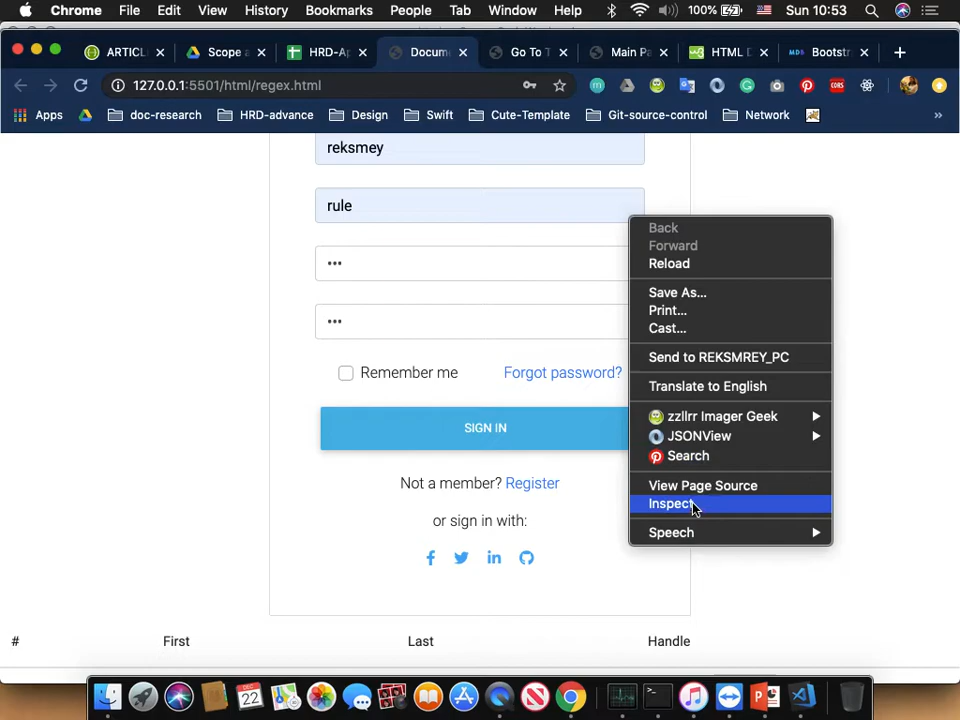 Chrome File Edit View History Bookmarks People Tab Window Help 100% Sun 10:53
ARTICL Scope a HRD-Ap Docum Go To T Main Pa HTML D Bootstr
127.0.0.1:5501/html/regex.html
Apps doc-research HRD-advance Design Swift Cute-Template Git-source-control Network »
reksmey
rule
Back
Forward
Reload
Save As...
Print...
Cast...
Send to REKSMREY_PC
Translate to English
zzllrr Imager Geek
JSONView
Search
View Page Source
Inspect
Speech
Remember me Forgot password?
SIGN IN
Not a member? Register
or sign in with:
# First Last Handle